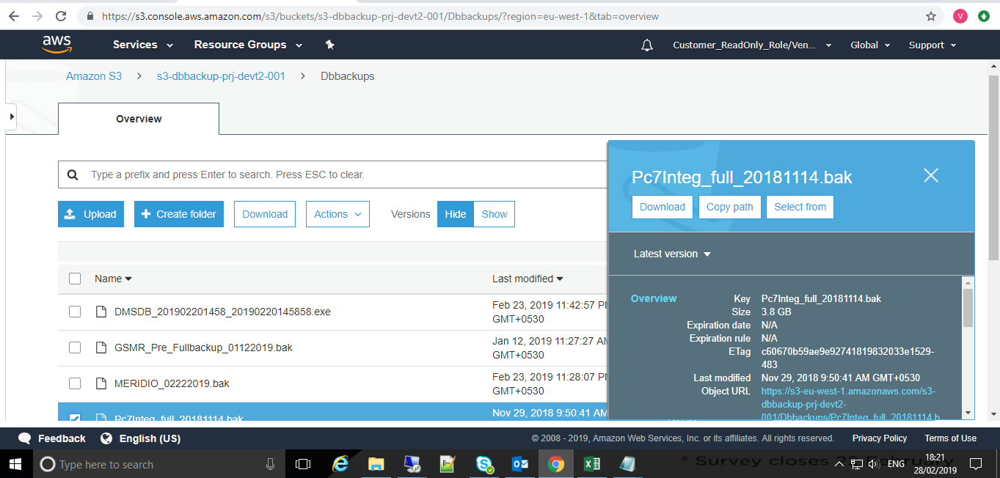 https://s3.console.aws.amazon.com/s3/buckets/s3-dbbackup-prj-devt2-001/Dbbackups/?region=eu-west-1&tab=overview
V
aws
Services
Resource Groups
Customer_ReadOnly_Role/Ven...
Global
Support
Amazon S3 > s3-dbbackup-prj-devt2-001 > Dbbackups
Overview
Type a prefix and press Enter to search. Press ESC to clear.
Upload
+ Create folder
Download
Actions
Versions
Hide
Show
Name
Last modified
DMSDB_201902201458_20190220145858.exe
Feb 23, 2019 11:42:57
GMT+0530
GSMR_Pre_Fullbackup_01122019.bak
Jan 12, 2019 11:27:27
GMT+0530
MERIDIO_02222019.bak
Feb 23, 2019 11:28:07
GMT+0530
Pc7Integ_full_20181114.bak
Nov 29, 2018 9:50:41 AM
Pc7Integ_full_20181114.bak
Download
Copy path
Select from
Latest version
Overview
Key Pc7Integ_full_20181114.bak
Size 3.8 GB
Expiration date N/A
Expiration rule N/A
ETag c60670b59ae9e92741819832033e1529-
483
Last modified Nov 29, 2018 9:50:41 AM GMT+0530
Object URL https://s3-eu-west-1.amazonaws.com/s3-
dbbackup-prj-devt2-
001/Dbbackups/Pc7Integ_full_20181114.b
Feedback
English (US)
© 2008 - 2019, Amazon Web Services, Inc. or its affiliates. All rights reserved.
Privacy Policy
Terms of Use
Type here to search
* Survey closes
ENG
18:21
28/02/2019